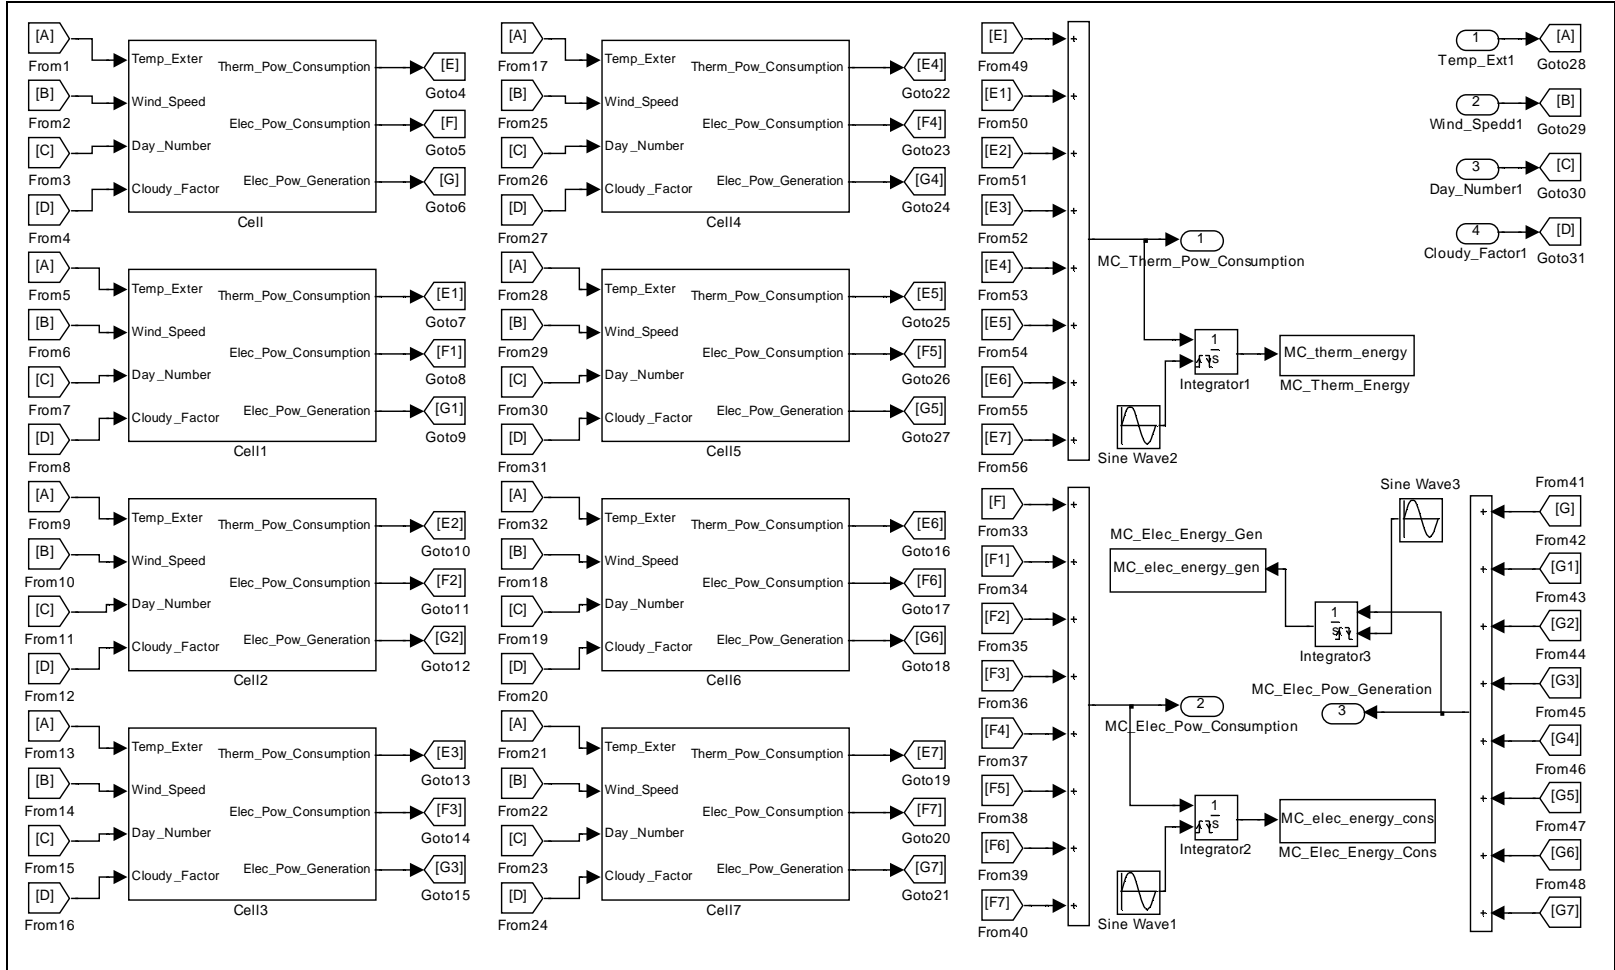 [A]
From1
[B]
From2
[C]
From3
[D]
From4
Temp_Exter
Wind_Speed
Day_Number
Cloudy_Factor
Therm_Pow_Consumption
Elec_Pow_Consumption
Elec_Pow_Generation
Cell
[E]
Goto4
[F]
Goto5
[G]
Goto6
[A]
From5
[B]
From6
[C]
From7
[D]
From8
Temp_Exter
Wind_Speed
Day_Number
Cloudy_Factor
Therm_Pow_Consumption
Elec_Pow_Consumption
Elec_Pow_Generation
Cell1
[E1]
Goto7
[F1]
Goto8
[G1]
Goto9
[A]
From9
[B]
From10
[C]
From11
[D]
From12
Temp_Exter
Wind_Speed
Day_Number
Cloudy_Factor
Therm_Pow_Consumption
Elec_Pow_Consumption
Elec_Pow_Generation
Cell2
[E2]
Goto10
[F2]
Goto11
[G2]
Goto12
[A]
From13
[B]
From14
[C]
From15
[D]
From16
Temp_Exter
Wind_Speed
Day_Number
Cloudy_Factor
Therm_Pow_Consumption
Elec_Pow_Consumption
Elec_Pow_Generation
Cell3
[E3]
Goto13
[F3]
Goto14
[G3]
Goto15
[A]
From17
[B]
From25
[C]
From26
[D]
From27
Temp_Exter
Wind_Speed
Day_Number
Cloudy_Factor
Therm_Pow_Consumption
Elec_Pow_Consumption
Elec_Pow_Generation
Cell4
[E4]
Goto22
[F4]
Goto23
[G4]
Goto24
[A]
From28
[B]
From29
[C]
From30
[D]
From31
Temp_Exter
Wind_Speed
Day_Number
Cloudy_Factor
Therm_Pow_Consumption
Elec_Pow_Consumption
Elec_Pow_Generation
Cell5
[E5]
Goto25
[F5]
Goto26
[G5]
Goto27
[A]
From32
[B]
From18
[C]
From19
[D]
From20
Temp_Exter
Wind_Speed
Day_Number
Cloudy_Factor
Therm_Pow_Consumption
Elec_Pow_Consumption
Elec_Pow_Generation
Cell6
[E6]
Goto16
[F6]
Goto17
[G6]
Goto18
[A]
From21
[B]
From22
[C]
From23
[D]
From24
Temp_Exter
Wind_Speed
Day_Number
Cloudy_Factor
Therm_Pow_Consumption
Elec_Pow_Consumption
Elec_Pow_Generation
Cell7
[E7]
Goto19
[F7]
Goto20
[G7]
Goto21
[E]
From49
[E1]
From50
[E2]
From51
[E3]
From52
[E4]
From53
[E5]
From54
[E6]
From55
[E7]
From56
+
+
+
+
+
+
+
+
1
MC_Therm_Pow_Consumption
1
s
Integrator1
MC_therm_energy
MC_Therm_Energy
Sine Wave2
1
Temp_Ext1
[A]
Goto28
2
Wind_Spedd1
[B]
Goto29
3
Day_Number1
[C]
Goto30
4
Cloudy_Factor1
[D]
Goto31
[F]
From33
[F1]
From34
[F2]
From35
[F3]
From36
[F4]
From37
[F5]
From38
[F6]
From39
[F7]
From40
+
+
+
+
+
+
+
+
2
MC_Elec_Pow_Consumption
1
s
Integrator2
MC_elec_energy_cons
MC_Elec_Energy_Cons
Sine Wave1
Sine Wave3
MC_Elec_Energy_Gen
MC_elec_energy_gen
1
s
Integrator3
MC_Elec_Pow_Generation
3
+
+
+
+
+
+
+
+
From41
[G]
From42
[G1]
From43
[G2]
From44
[G3]
From45
[G4]
From46
[G5]
From47
[G6]
From48
[G7]